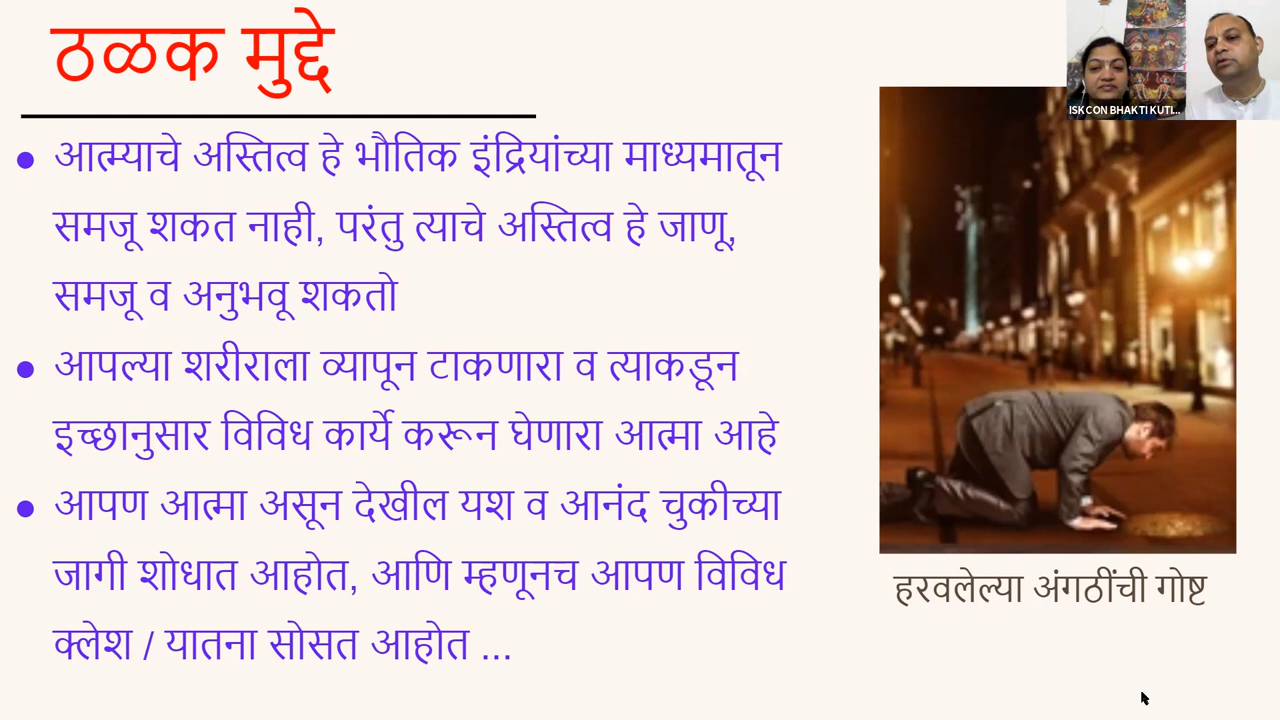 ठळक मुद्दे
ISKCON BHAKTI KUTI...
• आत्म्याचे अस्तित्व हे भौतिक इंद्रियांच्या माध्यमातून
समजू शकत नाही, परंतु त्याचे अस्तित्व हे जाणू,
समजू व अनुभवू शकतो
• आपल्या शरीराला व्यापून टाकणारा व त्याकडून
इच्छानुसार विविध कार्ये करून घेणारा आत्मा आहे
• आपण आत्मा असून देखील यश व आनंद चुकीच्या
जागी शोधात आहोत, आणि म्हणूनच आपण विविध
क्लेश / यातना सोसत आहोत ...
हरवलेल्या अंगठींची गोष्ट